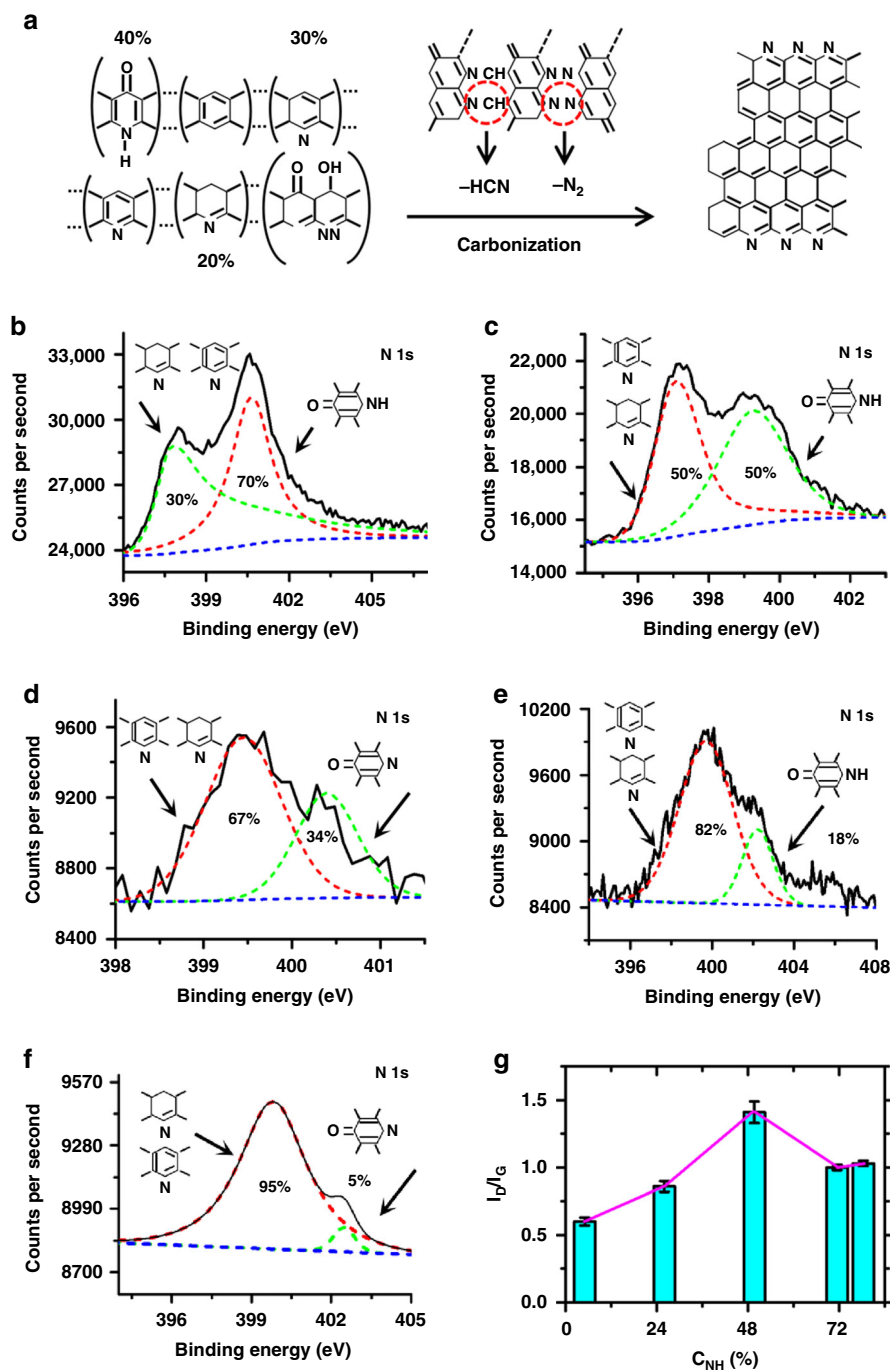 a
40%
30%
O
N
H
N
N CH
N N
N CH
N N
–HCN
–N₂
Carbonization
N N N
N N N
N
N
O
OH
NN
20%
b
33,000
30,000
27,000
24,000
Counts per second
N 1s
N
N
O
NH
30%
70%
396
399
402
405
Binding energy (eV)
c
22,000
20,000
18,000
16,000
14,000
Counts per second
N 1s
N
N
O
NH
50%
50%
396
398
400
402
Binding energy (eV)
d
9600
9200
8800
8400
Counts per second
N 1s
N
N
O
N
67%
34%
398
399
400
401
Binding energy (eV)
e
10200
9600
9000
8400
Counts per second
N 1s
N
N
O
NH
82%
18%
396
400
404
408
Binding energy (eV)
f
9570
9280
8990
8700
Counts per second
N 1s
N
N
O
N
95%
5%
396
399
402
405
Binding energy (eV)
g
1.5
1.0
0.5
0.0
I_D/I_G
0
24
48
72
C_NH (%)